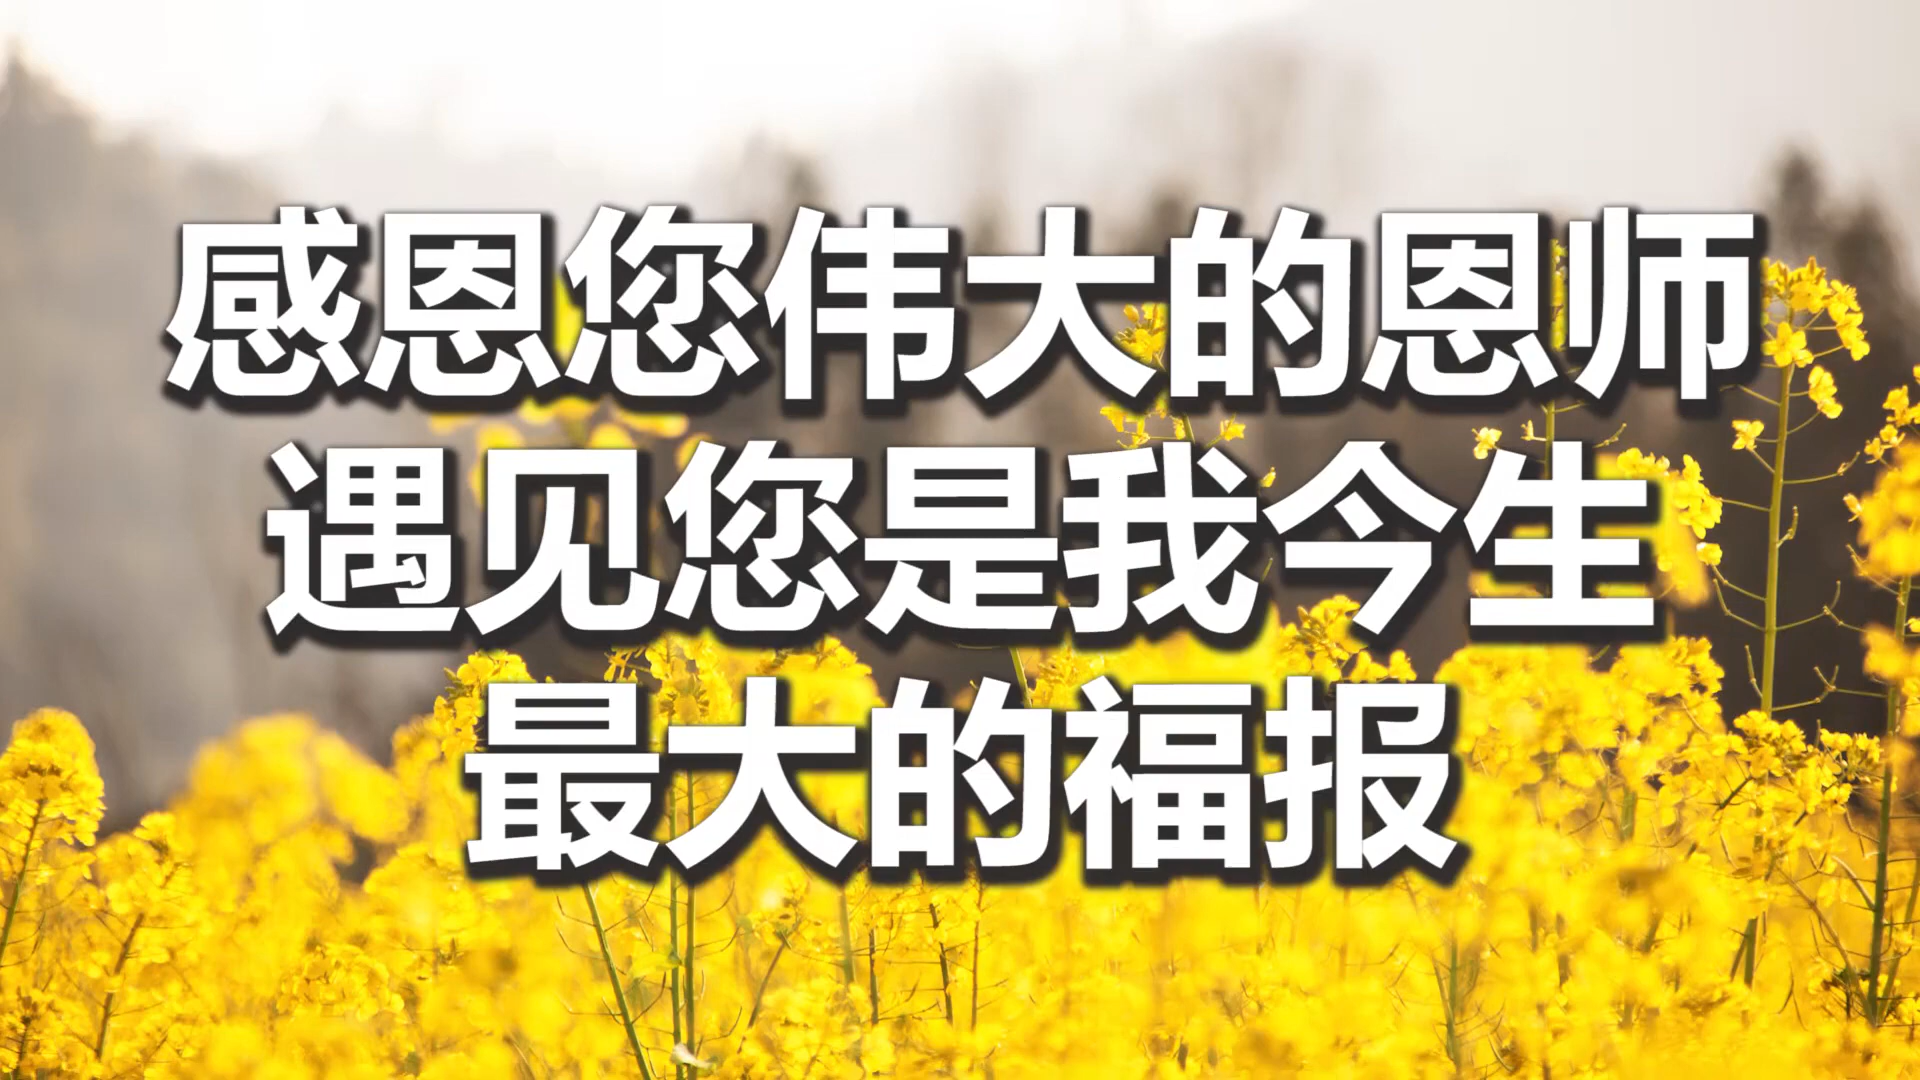 感恩您伟大的恩师
遇见您是我今生
最大的福报